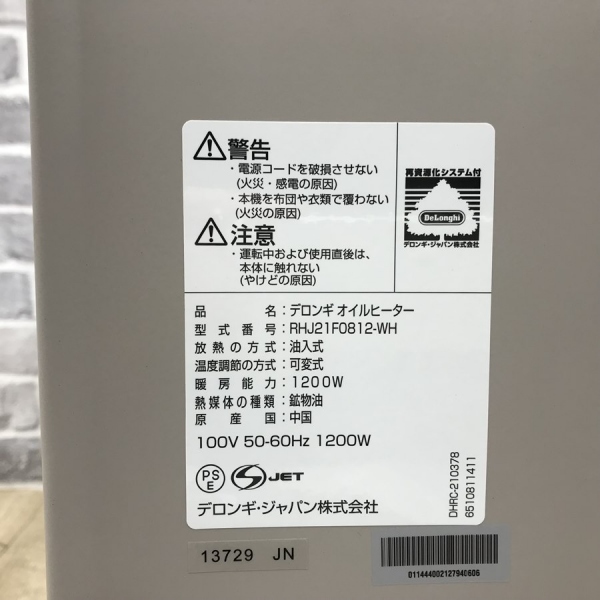 警告
・電源コードを破損させない
(火災・感電の原因)
・本機を布団や衣類で覆わない
(火災の原因)
注意
・運転中および使用直後は、
本体に触れない
(やけどの原因)
再資源化システム付
DeLonghi
デロンギ・ジャパン株式会社
品名：デロンギ オイルヒーター
型式番号：RHJ21F0812-WH
放熱の方式：油入式
温度調節の方式：可変式
暖房能力：1200W
熱媒体の種類：鉱物油
原産国：中国
100V 50-60Hz 1200W
PS
E
S JET
デロンギ・ジャパン株式会社
DHRC-210378
6510811411
13729 JN
011444002127940606